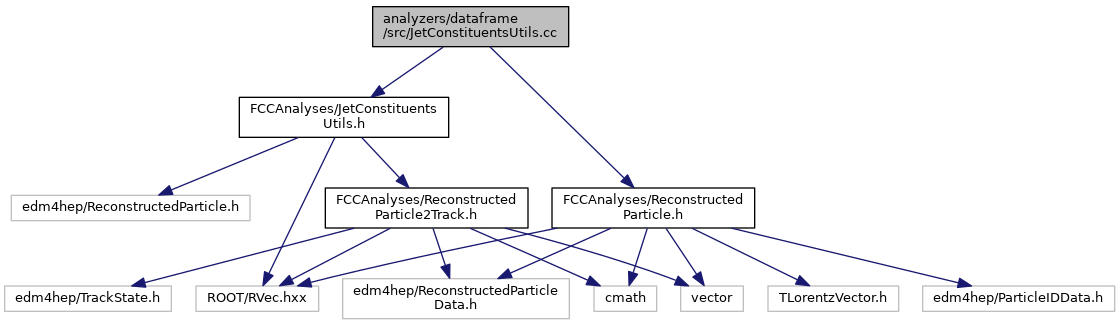 analyzers/dataframe
/src/JetConstituentsUtils.cc
FCCAnalyses/JetConstituents
Utils.h
edm4hep/ReconstructedParticle.h
FCCAnalyses/Reconstructed
Particle2Track.h
FCCAnalyses/Reconstructed
Particle.h
edm4hep/TrackState.h
ROOT/RVec.hxx
edm4hep/ReconstructedParticle
Data.h
cmath
vector
TLorentzVector.h
edm4hep/ParticleIDData.h